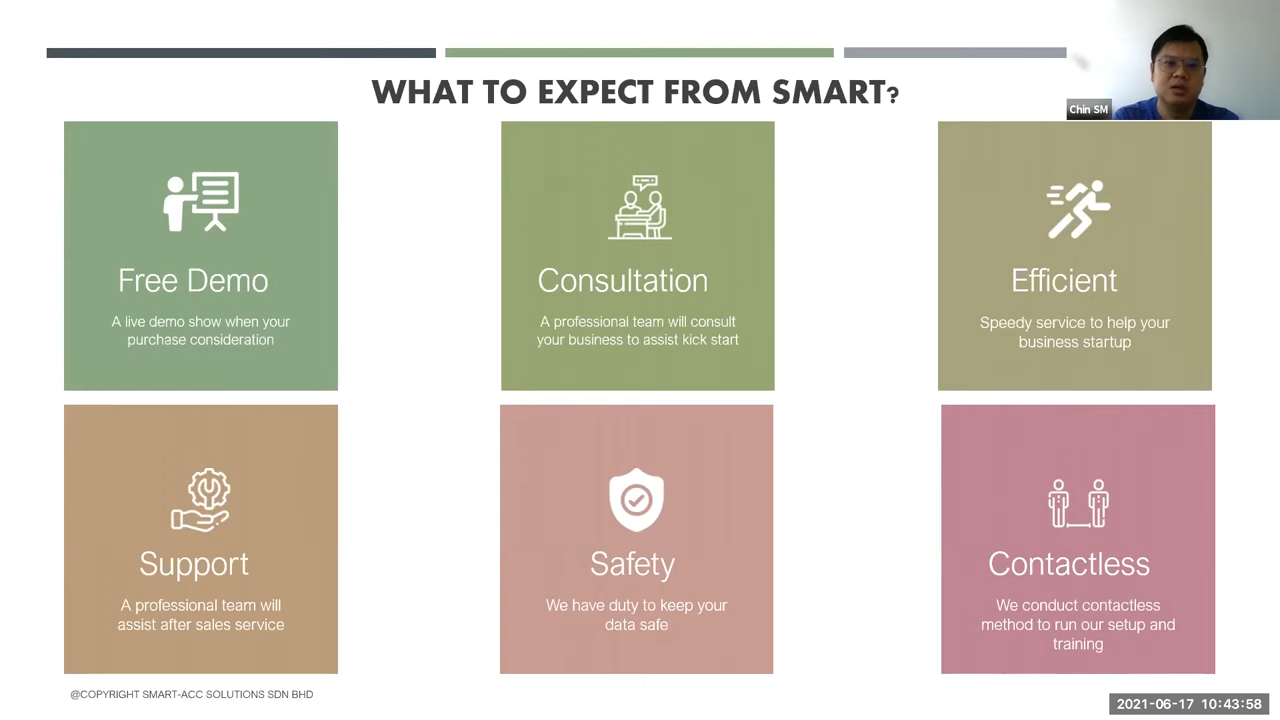 WHAT TO EXPECT FROM SMART?
Chin SM
Free Demo
A live demo show when your
purchase consideration
Consultation
A professional team will consult
your business to assist kick start
Efficient
Speedy service to help your
business startup
Support
A professional team will
assist after sales service
Safety
We have duty to keep your
data safe
Contactless
We conduct contactless
method to run our setup and
training
@COPYRIGHT SMART-ACC SOLUTIONS SDN BHD
2021-06-17 10:43:58